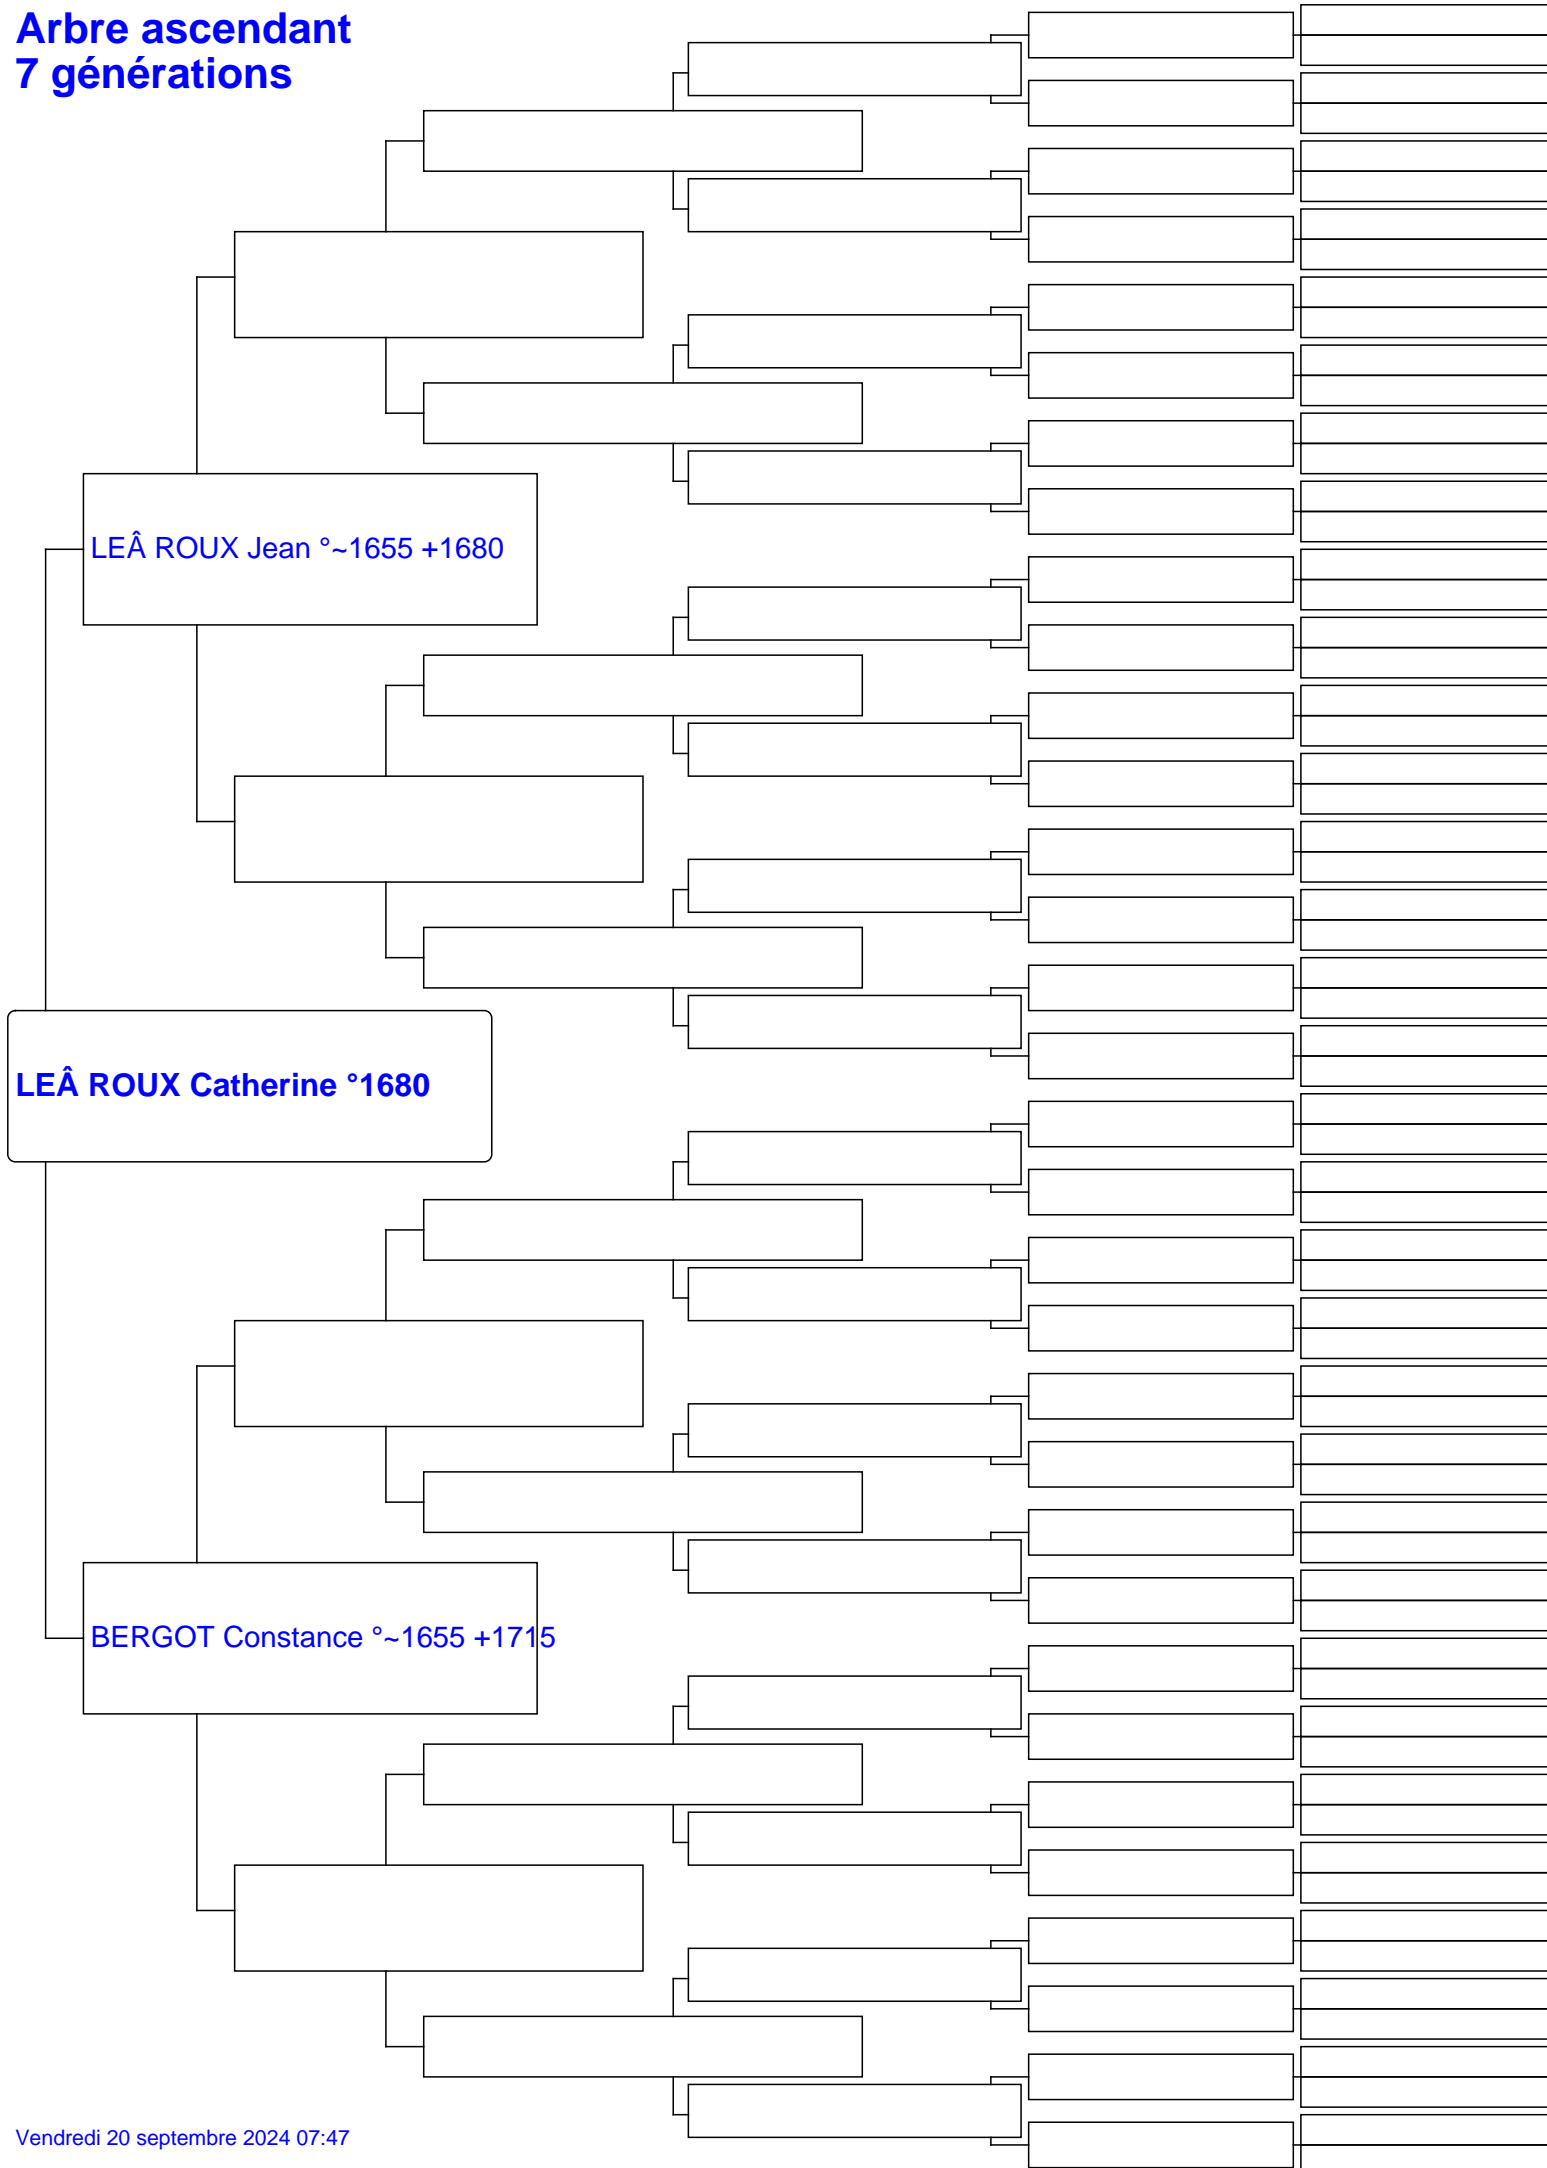 Arbre ascendant
7 générations
LEÂ ROUX Jean °~1655 +1680
LEÂ ROUX Catherine °1680
BERGOT Constance °~1655 +1715
Vendredi 20 septembre 2024 07:47